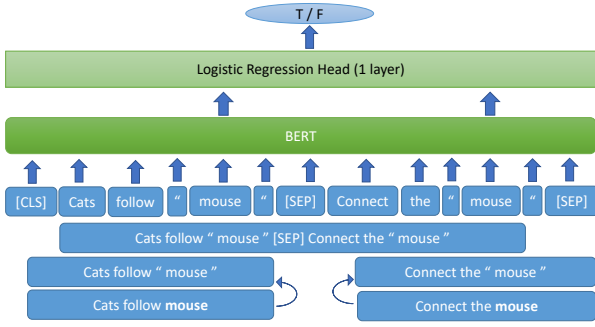 T / F
Logistic Regression Head (1 layer)
BERT
[CLS] Cats follow “ mouse “ [SEP] Connect the “ mouse “ [SEP]
Cats follow “ mouse ” [SEP] Connect the “ mouse ”
Cats follow “ mouse ” Connect the “ mouse ”
Cats follow mouse Connect the mouse